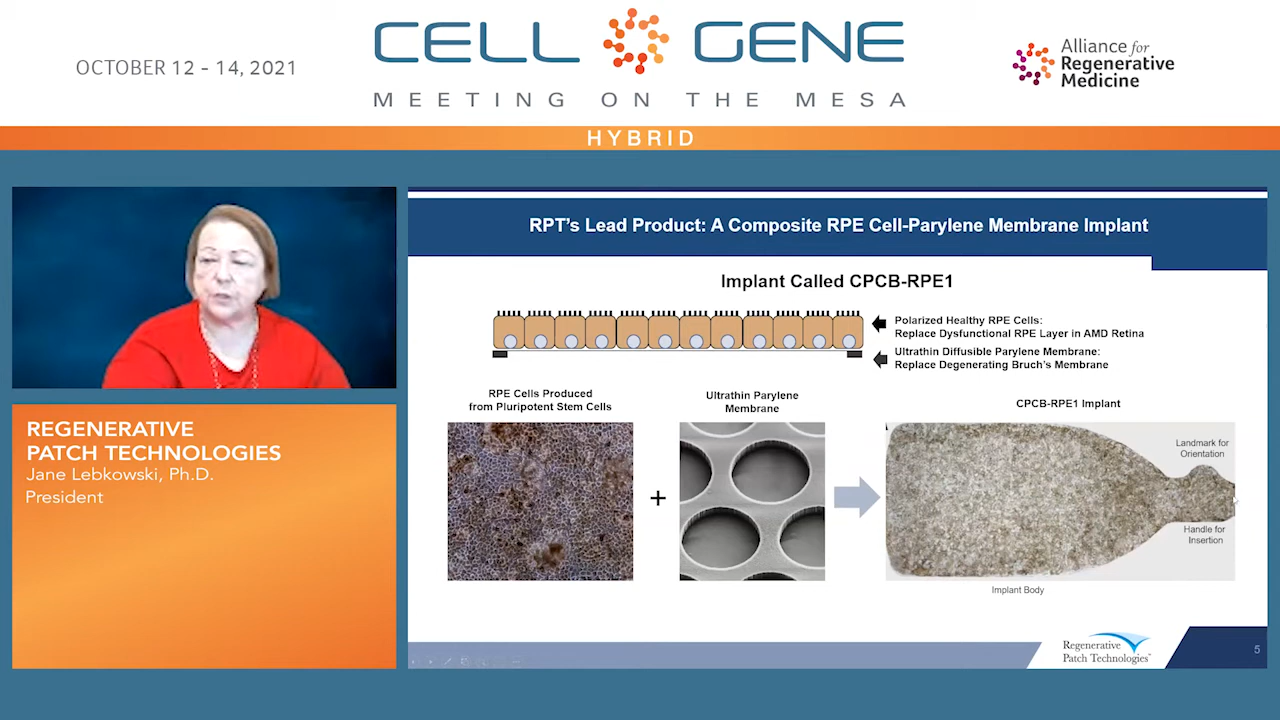 OCTOBER 12 - 14, 2021
CELL GENE
MEETING ON THE MESA
Alliance for
Regenerative
Medicine
HYBRID
REGENERATIVE
PATCH TECHNOLOGIES
Jane Lebkowski, Ph.D.
President
RPT's Lead Product: A Composite RPE Cell-Parylene Membrane Implant
Implant Called CPCB-RPE1
Polarized Healthy RPE Cells:
Replace Dysfunctional RPE Layer in AMD Retina
Ultrathin Diffusible Parylene Membrane:
Replace Degenerating Bruch's Membrane
RPE Cells Produced
from Pluripotent Stem Cells
Ultrathin Parylene
Membrane
CPCB-RPE1 Implant
+
Landmark for
Orientation
Handle for
Insertion
Implant Body
Regenerative
Patch Technologies™
5